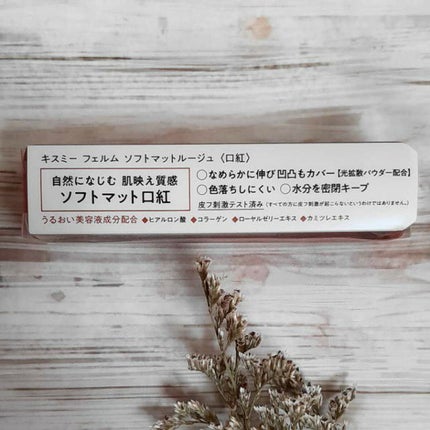 キスミー フェルム ソフトマットルージュ〈口紅〉
自然になじむ 肌映え質感
ソフトマット口紅
○なめらかに伸び凹凸もカバー【光拡散パウダー配合】
○色落ちしにくい ○水分を密閉キープ
皮フ刺激テスト済み(すべての方に皮フ刺激が起こらないというわけではありません。)
うるおい美容液成分配合 ◆ヒアルロン酸 ◆コラーゲン ◆ローヤルゼリーエキス ◆カミツレエキス